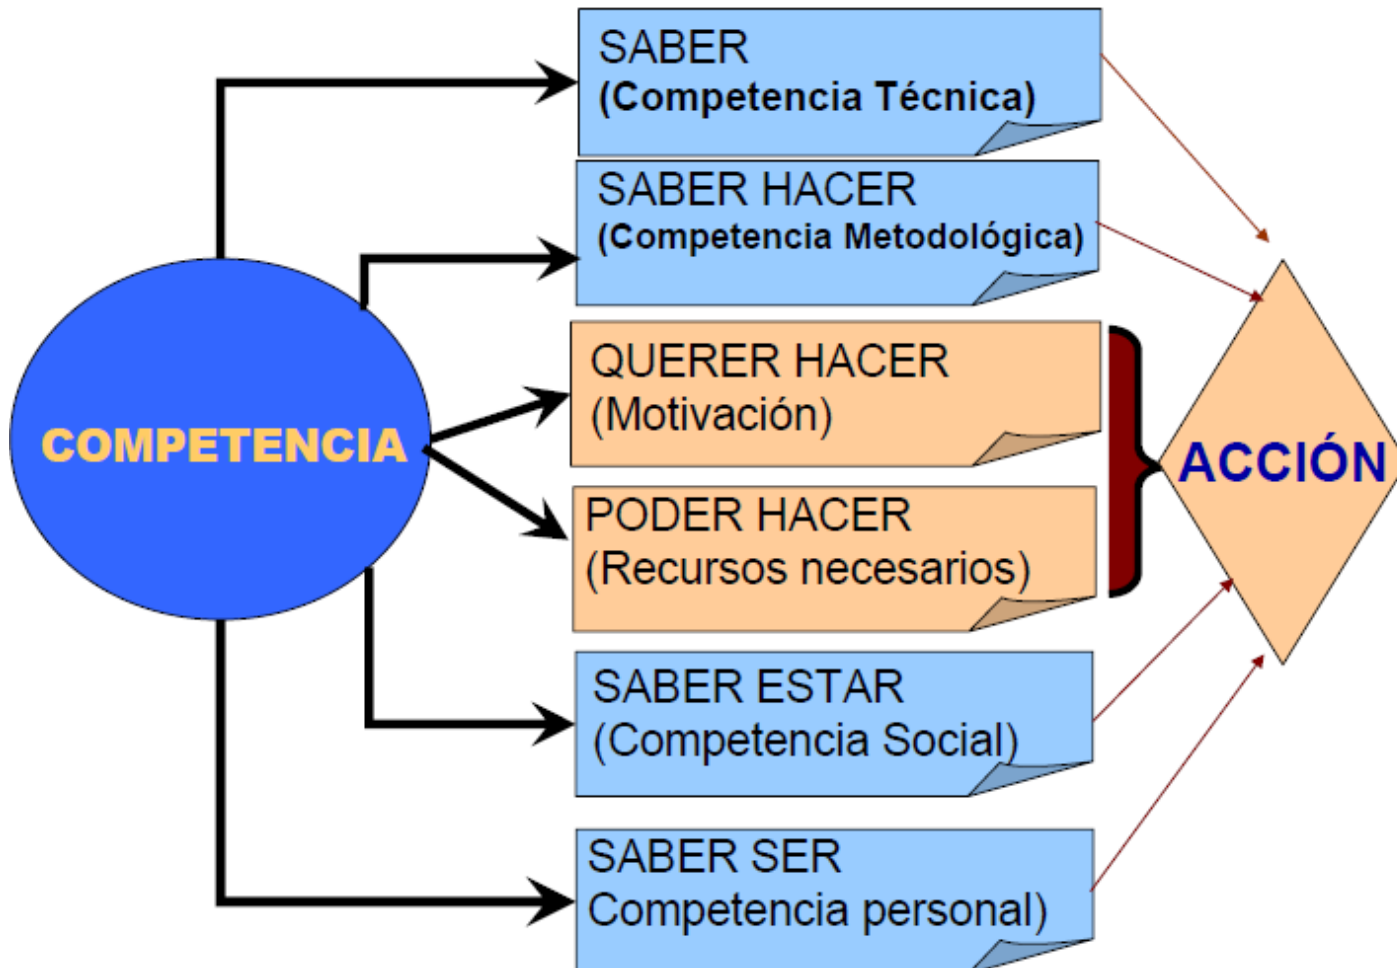 SABER
(Competencia Técnica)
SABER HACER
(Competencia Metodológica)
QUERER HACER
(Motivación)
COMPETENCIA
ACCIÓN
PODER HACER
(Recursos necesarios)
SABER ESTAR
(Competencia Social)
SABER SER
Competencia personal)